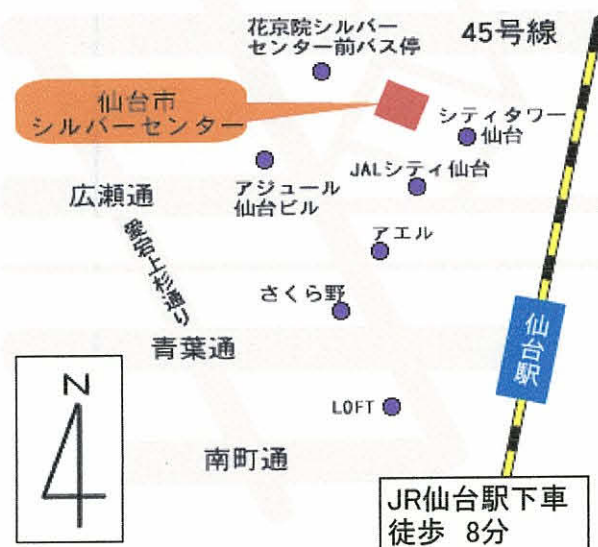 花京院シルバー
センター前バス停
45号線
仙台市
シルバーセンター
シティタワー
仙台
JALシティ仙台
アジュール
仙台ビル
広瀬通
愛宕上杉通り
アエル
さくら野
仙台駅
青葉通
N
LOFT
南町通
JR仙台駅下車
徒歩 8分